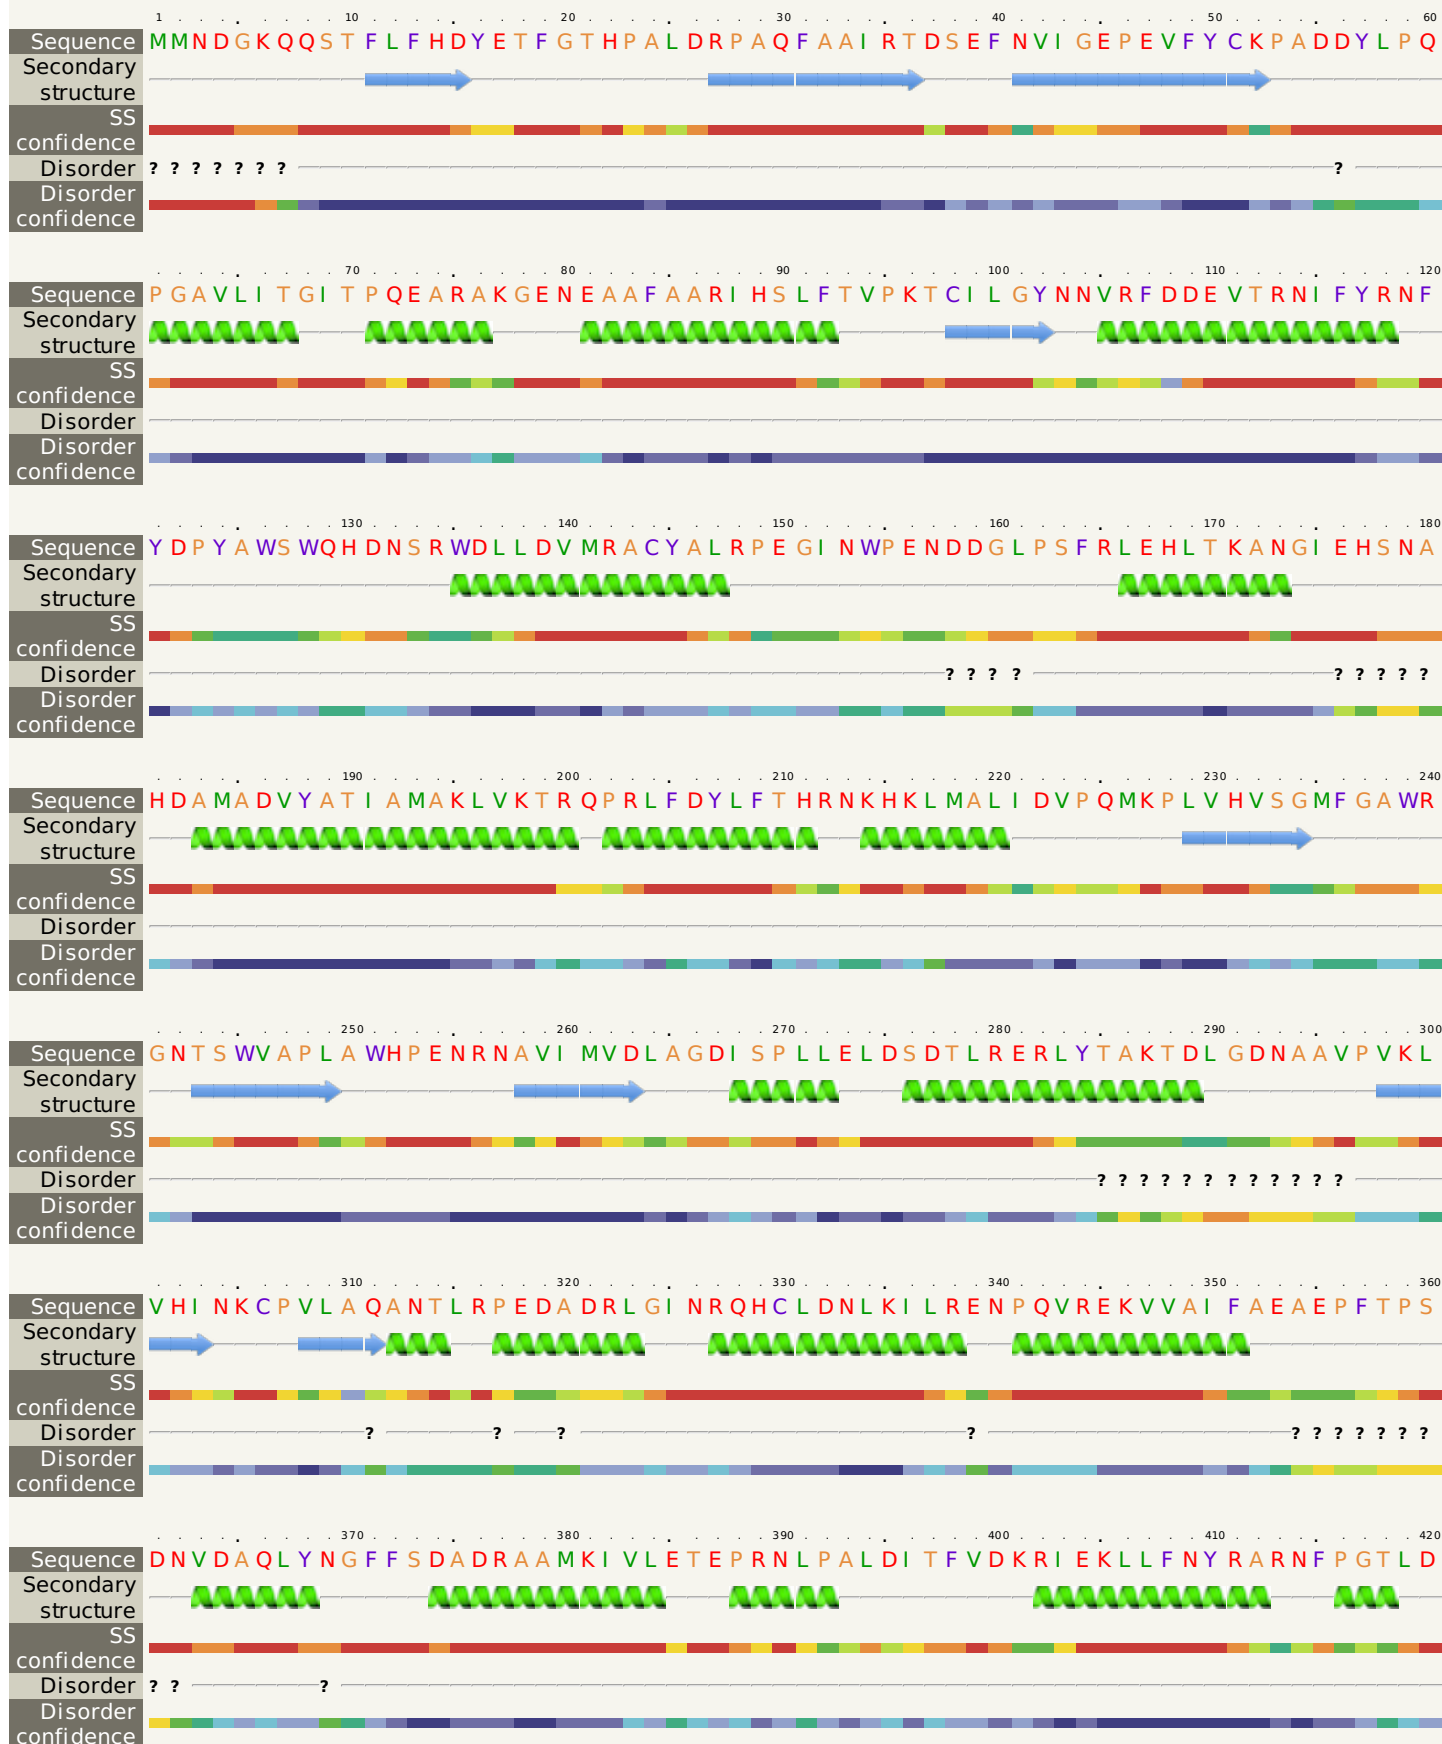 1 10 20 30 40 50 60
Sequence MMNDGKQQSTFLFHDYETFGTHPALDRPAQFAAIRTDSEFNVIGEPEVFYCKPADDYLPQ
Secondary
structure
SS
confidence
Disorder ? ? ? ? ? ? ? ?
Disorder
confidence
70 80 90 100 110 120
Sequence PGAVLITGITPQEARAKGENEAAFAARIHSLFTVPKTCILGYNNVRFDDEVTRNIFYRNF
Secondary
structure
SS
confidence
Disorder
Disorder
confidence
130 140 150 160 170 180
Sequence YDPYAWSWQHDNSRWDLLDVMRACYALRPEGINWPENDDGLPSFRLEHLTKANGIEHSNA
Secondary
structure
SS
confidence
Disorder ? ? ? ? ? ? ? ? ?
Disorder
confidence
190 200 210 220 230 240
Sequence HDAMADVYATIAMAKLVKTRQPRLFDYLFTHRNKHKLMALIDVPQMKPLVHVSGMFGAWR
Secondary
structure
SS
confidence
Disorder
Disorder
confidence
250 260 270 280 290 300
Sequence GNTSWVAPLAWHPENRNAVIMVDLAGDISPLLELDSDTLRERLYTAKTDLGDNAAVPVKL
Secondary
structure
SS
confidence
Disorder ? ? ? ? ? ? ? ? ? ? ? ?
Disorder
confidence
310 320 330 340 350 360
Sequence VHINKCPVLAQANTLRPEDADRLGINRQHCLDNLKILRENPQVREKVVAIFAEAEPFTPS
Secondary
structure
SS
confidence
Disorder ? ? ? ? ? ? ? ? ? ? ?
Disorder
confidence
370 380 390 400 410 420
Sequence DNVDAQLYNGFFSDADRAAMKIVLETEPRNLPALDITFVDKRIEKLLFNYRARNFPGTLD
Secondary
structure
SS
confidence
Disorder ? ? ?
Disorder
confidence